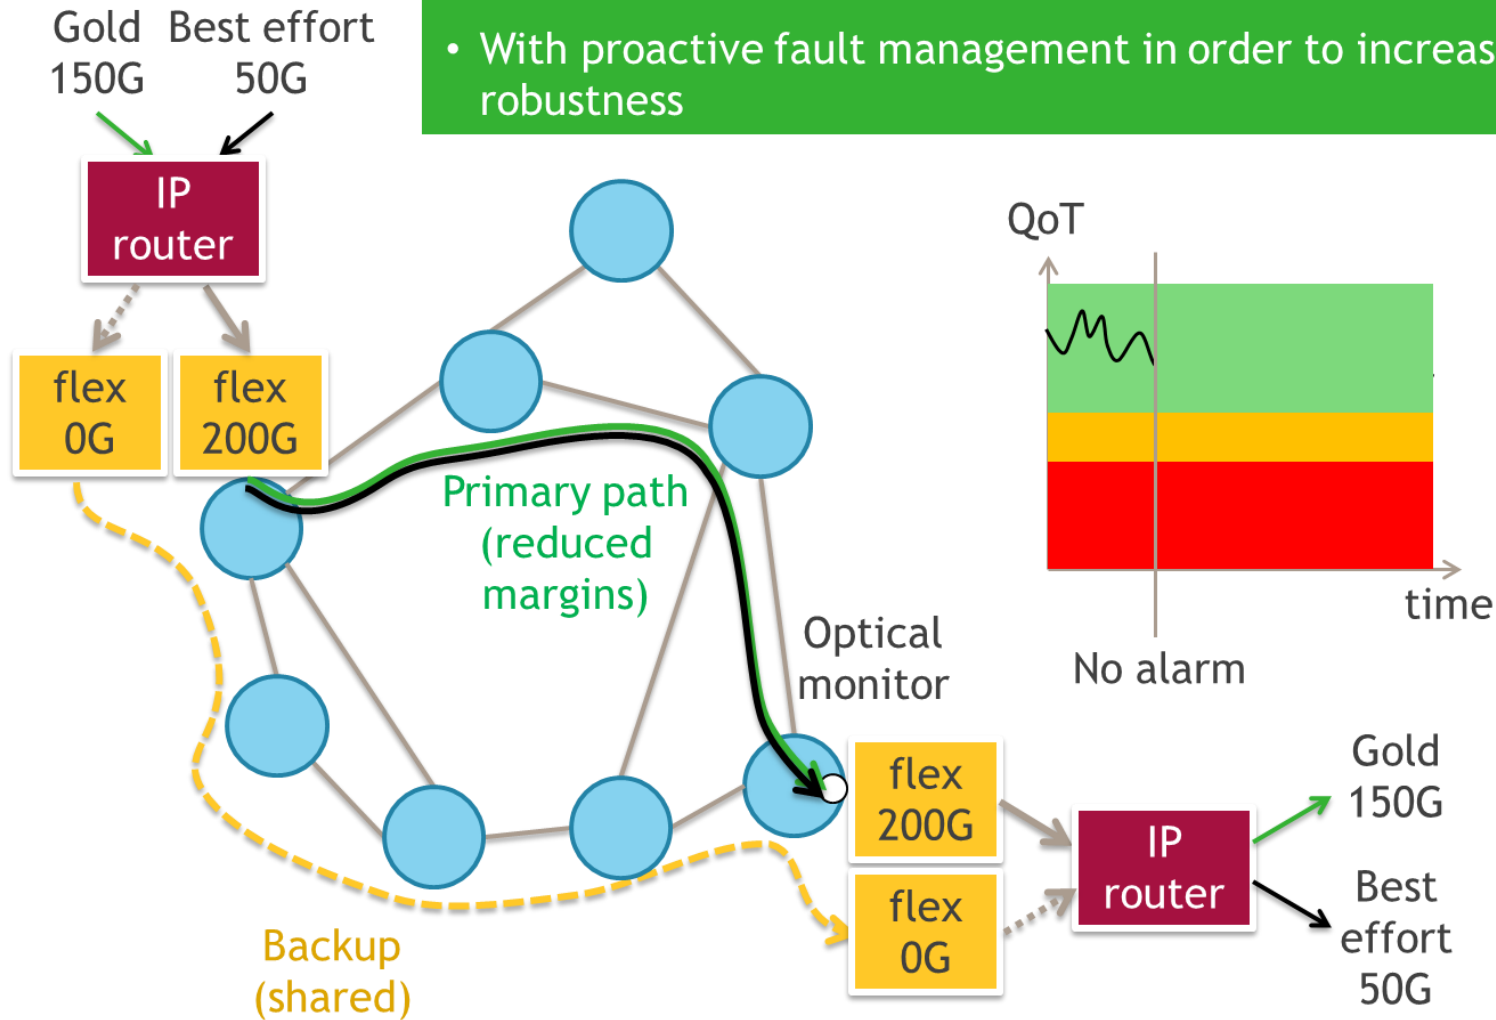 Gold Best effort
150G 50G
• With proactive fault management in order to increas
robustness
IP
router
flex
0G
flex
200G
Primary path
(reduced
margins)
Backup
(shared)
Optical
monitor
flex
200G
flex
0G
IP
router
QoT
time
No alarm
Gold
150G
Best
effort
50G